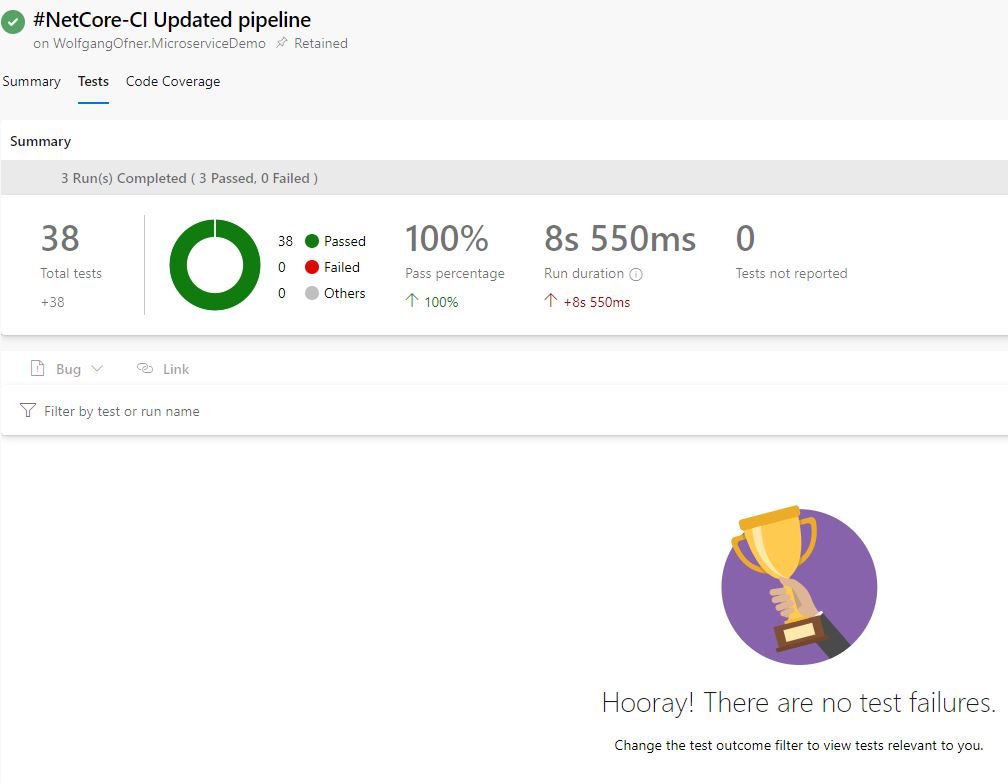 #NetCore-CI Updated pipeline
on WolfgangOfner.MicroserviceDemo Retained
Summary Tests Code Coverage
Summary
3 Run(s) Completed ( 3 Passed, 0 Failed )
38
Total tests
+38
38 Passed
0 Failed
0 Others
100%
Pass percentage
100%
8s 550ms
Run duration
+8s 550ms
0
Tests not reported
Bug Link
Filter by test or run name
Hooray! There are no test failures.
Change the test outcome filter to view tests relevant to you.